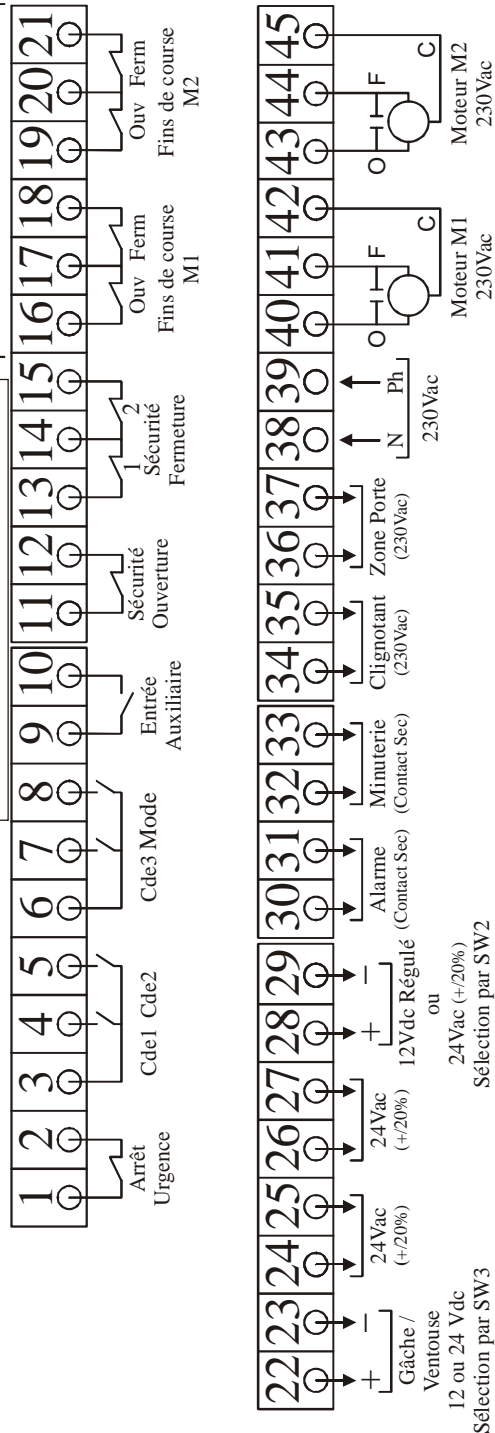 1 2 3 4 5 6 7 8 9 10 11 12 13 14 15 16 17 18 19 20 21
Arrêt
Urgence
Cde1 Cde2
Cde3 Mode
Entrée
Auxiliaire
Sécurité
Ouverture
1 2
Sécurité
Fermeture
Ouv Ferm
Fins de course
M1
Ouv Ferm
Fins de course
M2
22 23 24 25 26 27 28 29 30 31 32 33 34 35 36 37 38 39 40 41 42 43 44 45
+ −
Gâche /
Ventouse
12 ou 24 Vdc
Sélection par SW3
24Vac
(+/20%)
24Vac
(+/20%)
+ −
12Vdc Régulé
ou
24Vac (+/20%)
Sélection par SW2
Alarme
(Contact Sec)
Minuterie
(Contact Sec)
Clignotant
(230Vac)
Zone Porte
(230Vac)
N Ph
230Vac
O F C
Moteur M1
230Vac
O F C
Moteur M2
230Vac